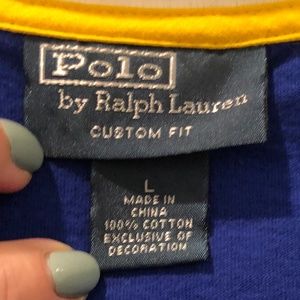 Polo
by Ralph Lauren
CUSTOM FIT
L
MADE IN
CHINA
100% COTTON
EXCLUSIVE OF
DECORATION